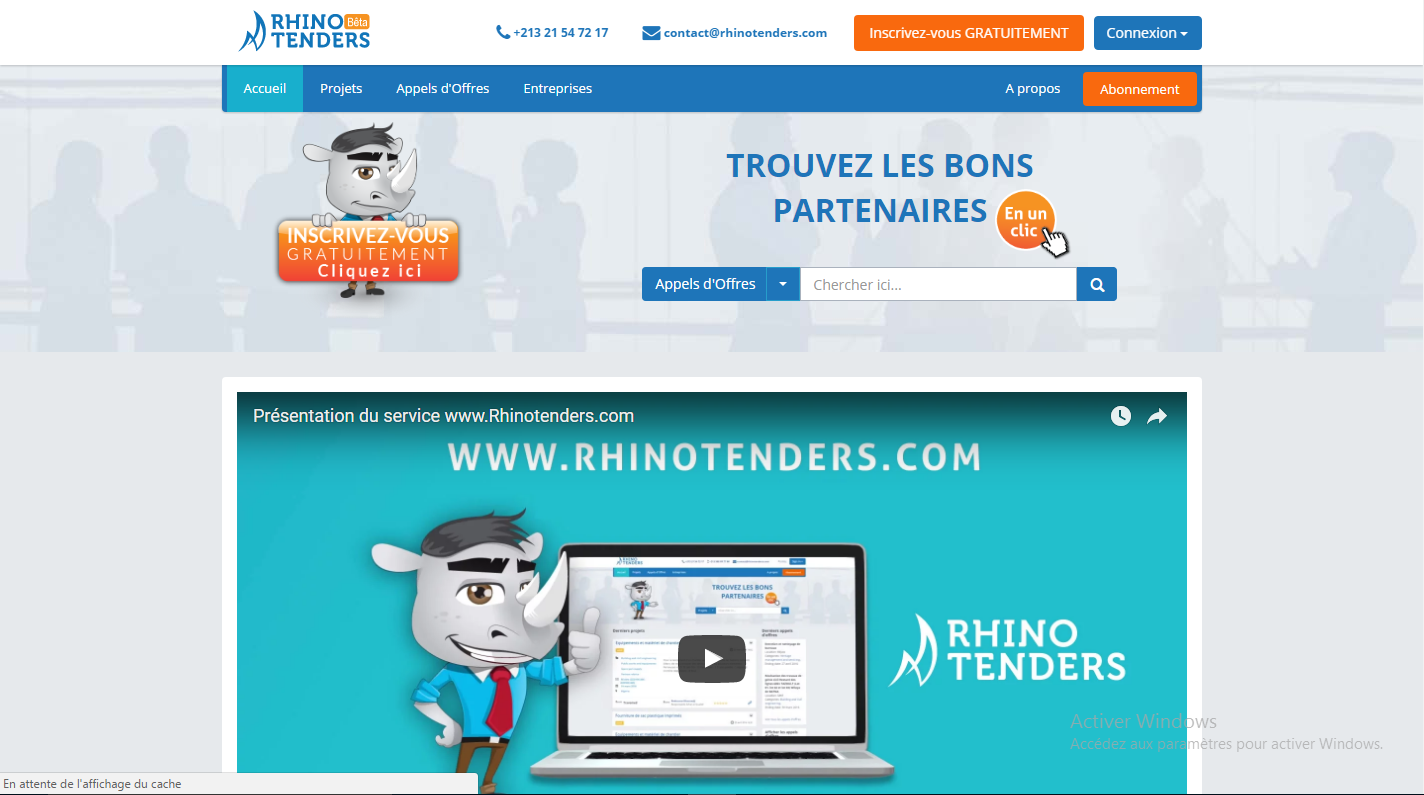 RHINO Bêta
TENDERS
+213 21 54 72 17
contact@rhinotenders.com
Inscrivez-vous GRATUITEMENT
Connexion
Accueil
Projets
Appels d'Offres
Entreprises
A propos
Abonnement
INSCRIVEZ-VOUS
GRATUITEMENT
Cliquez ici
TROUVEZ LES BONS
PARTENAIRES
En un
clic
Appels d'Offres
Chercher ici...
Présentation du service www.Rhinotenders.com
WWW.RHINOTENDERS.COM
RHINO
TENDERS
TROUVEZ LES BONS
PARTENAIRES
RHINO
TENDERS
Activer Windows
Accédez aux paramètres pour activer Windows.
En attente de l'affichage du cache